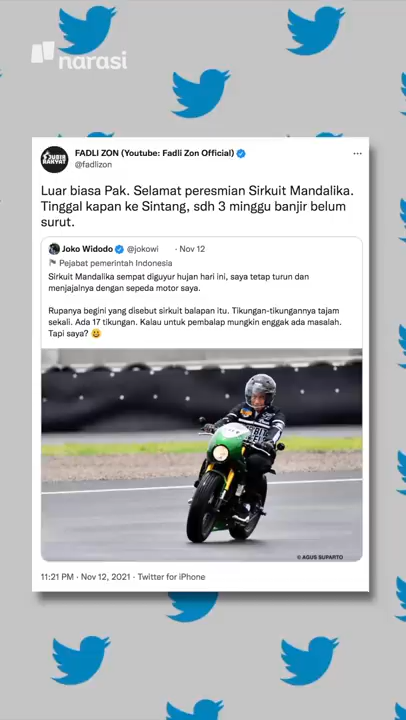 narasi
FADLI ZON (Youtube: Fadli Zon Official)
@fadlizon
JUBIR
RAKYAT
Luar biasa Pak. Selamat peresmian Sirkuit Mandalika.
Tinggal kapan ke Sintang, sdh 3 minggu banjir belum
surut.
Joko Widodo @jokowi · Nov 12
Pejabat pemerintah Indonesia
Sirkuit Mandalika sempat diguyur hujan hari ini, saya tetap turun dan
menjajalnya dengan sepeda motor saya.
Rupanya begini yang disebut sirkuit balapan itu. Tikungan-tikungannya tajam
sekali. Ada 17 tikungan. Kalau untuk pembalap mungkin enggak ada masalah.
Tapi saya? 😀
© AGUS SUPARTO
11:21 PM · Nov 12, 2021 · Twitter for iPhone